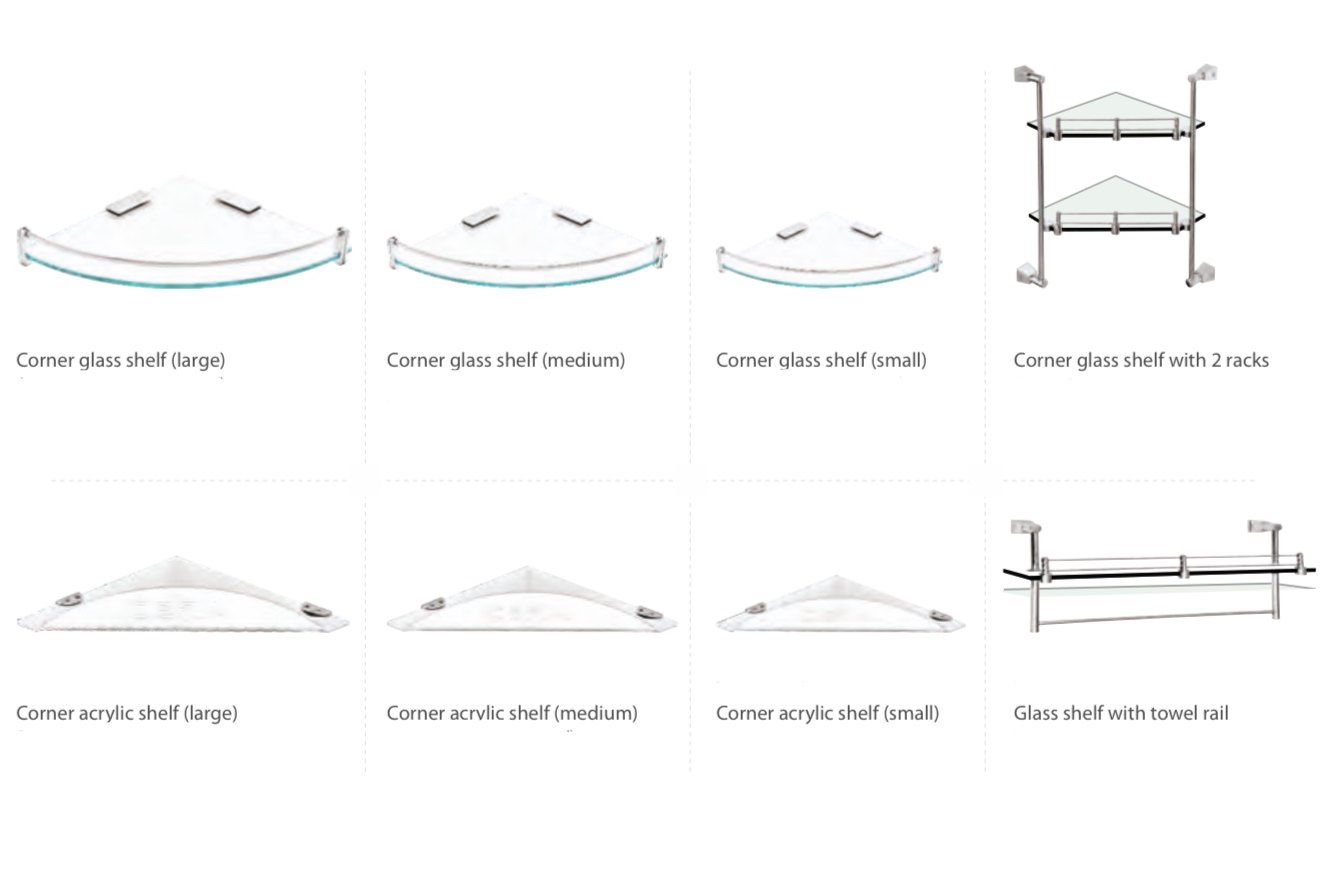 Corner glass shelf (large)
Corner glass shelf (medium)
Corner glass shelf (small)
Corner glass shelf with 2 racks
Corner acrylic shelf (large)
Corner acrylic shelf (medium)
Corner acrylic shelf (small)
Glass shelf with towel rail